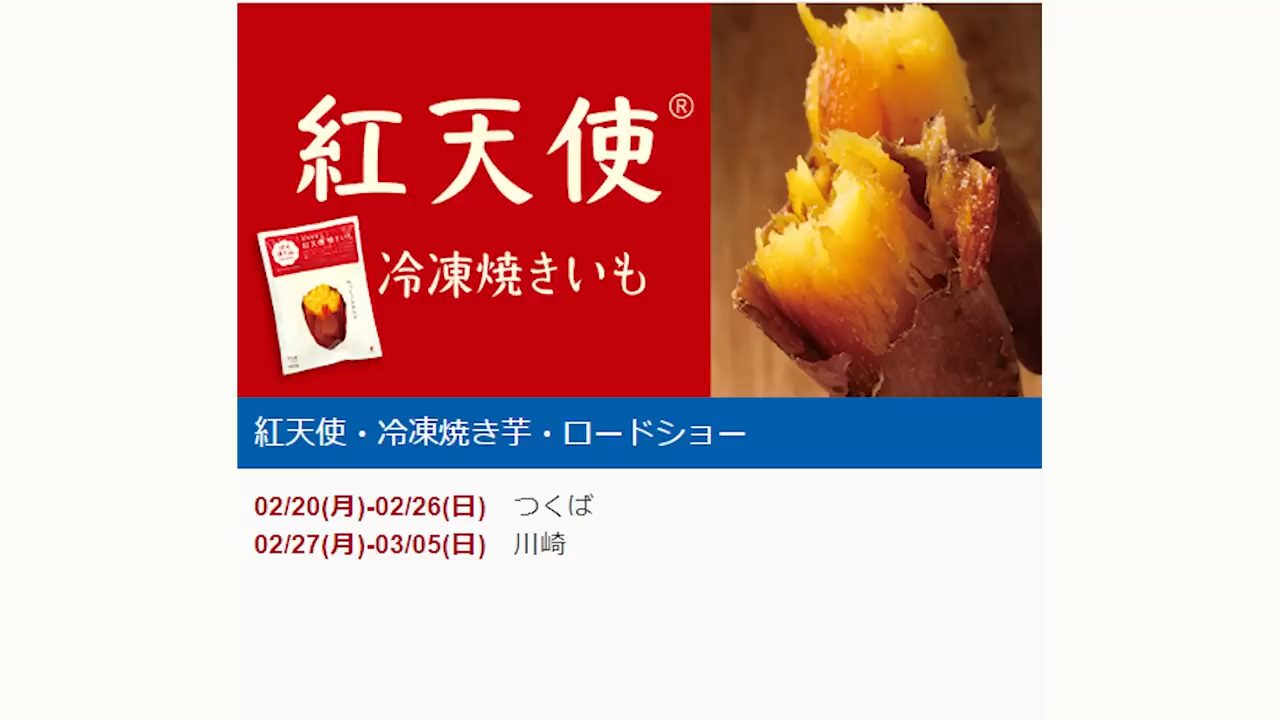 紅天使®
冷凍焼きいも
紅天使・冷凍焼き芋・ロードショー
02/20(月)-02/26(日) つくば
02/27(月)-03/05(日) 川崎